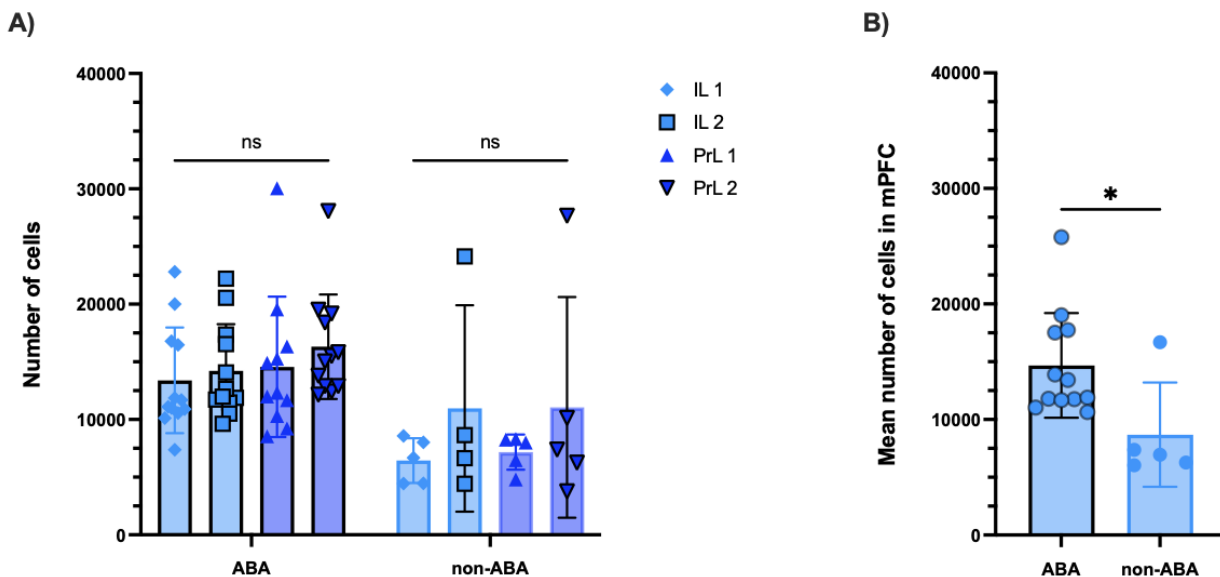 A)
Number of cells
40000
30000
20000
10000
0
ns
ns
ABA
non-ABA
IL 1
IL 2
PrL 1
PrL 2
B)
Mean number of cells in mPFC
40000
30000
20000
10000
0
*
ABA
non-ABA